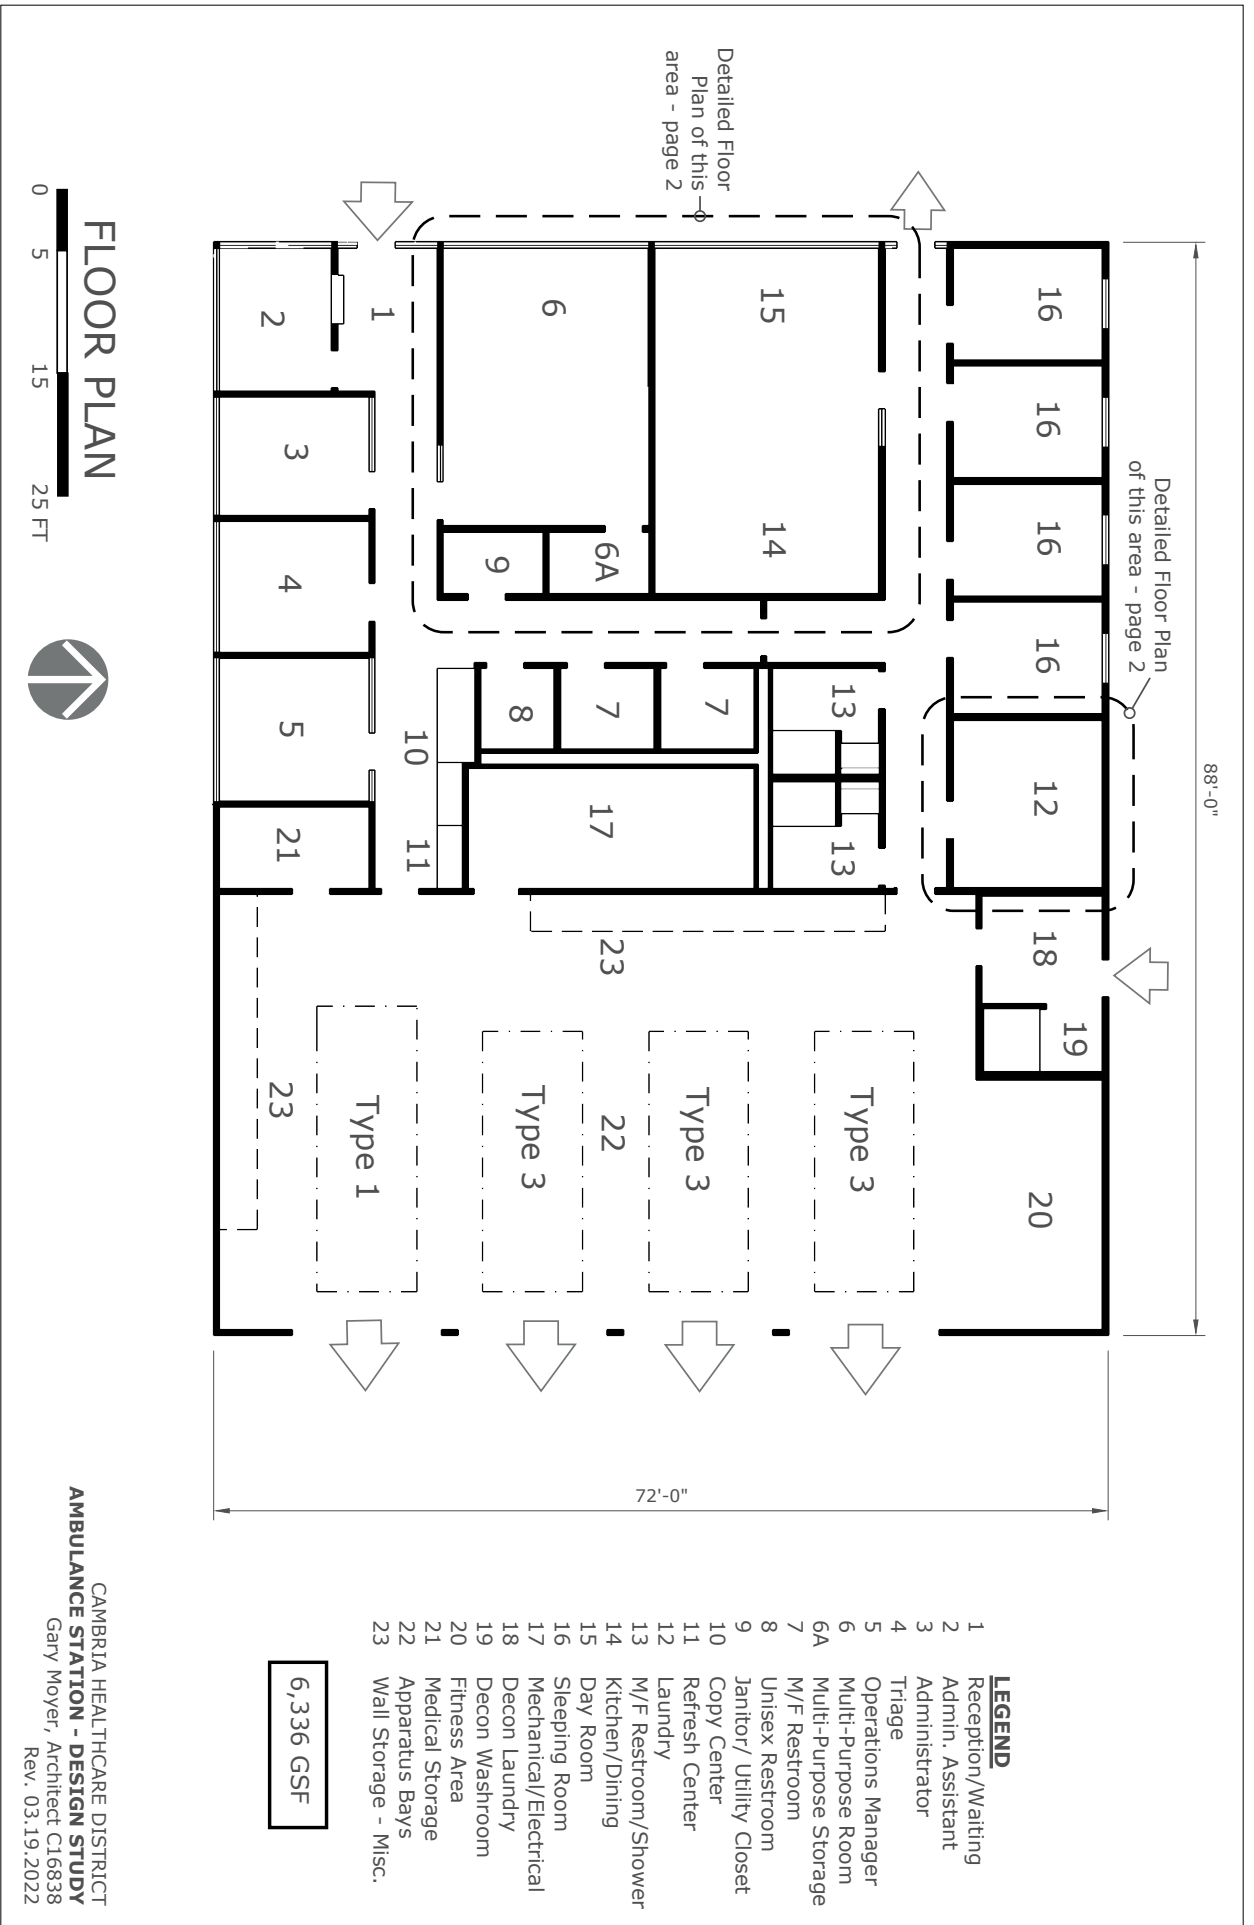 Detailed Floor Plan
of this area - page 2
88'-0"
Detailed Floor
Plan of this
area - page 2
16
16
16
16
12
18
19
20
15
14
13
13
6
6A
9
8
7
7
17
10
11
1
2
3
4
5
21
22
23
23
Type 3
Type 3
Type 3
Type 1
72'-0"
LEGEND
1 Reception/Waiting
2 Admin. Assistant
3 Administrator
4 Triage
5 Operations Manager
6 Multi-Purpose Room
6A Multi-Purpose Storage
7 M/F Restroom
8 Unisex Restroom
9 Janitor/ Utility Closet
10 Copy Center
11 Refresh Center
12 Laundry
13 M/F Restroom/Shower
14 Kitchen/Dining
15 Day Room
16 Sleeping Room
17 Mechanical/Electrical
18 Decon Laundry
19 Decon Washroom
20 Fitness Area
21 Medical Storage
22 Apparatus Bays
23 Wall Storage - Misc.
6,336 GSF
FLOOR PLAN
0 5 15 25 FT
CAMBRIA HEALTHCARE DISTRICT
AMBULANCE STATION - DESIGN STUDY
Gary Moyer, Architect C16838
Rev. 03.19.2022